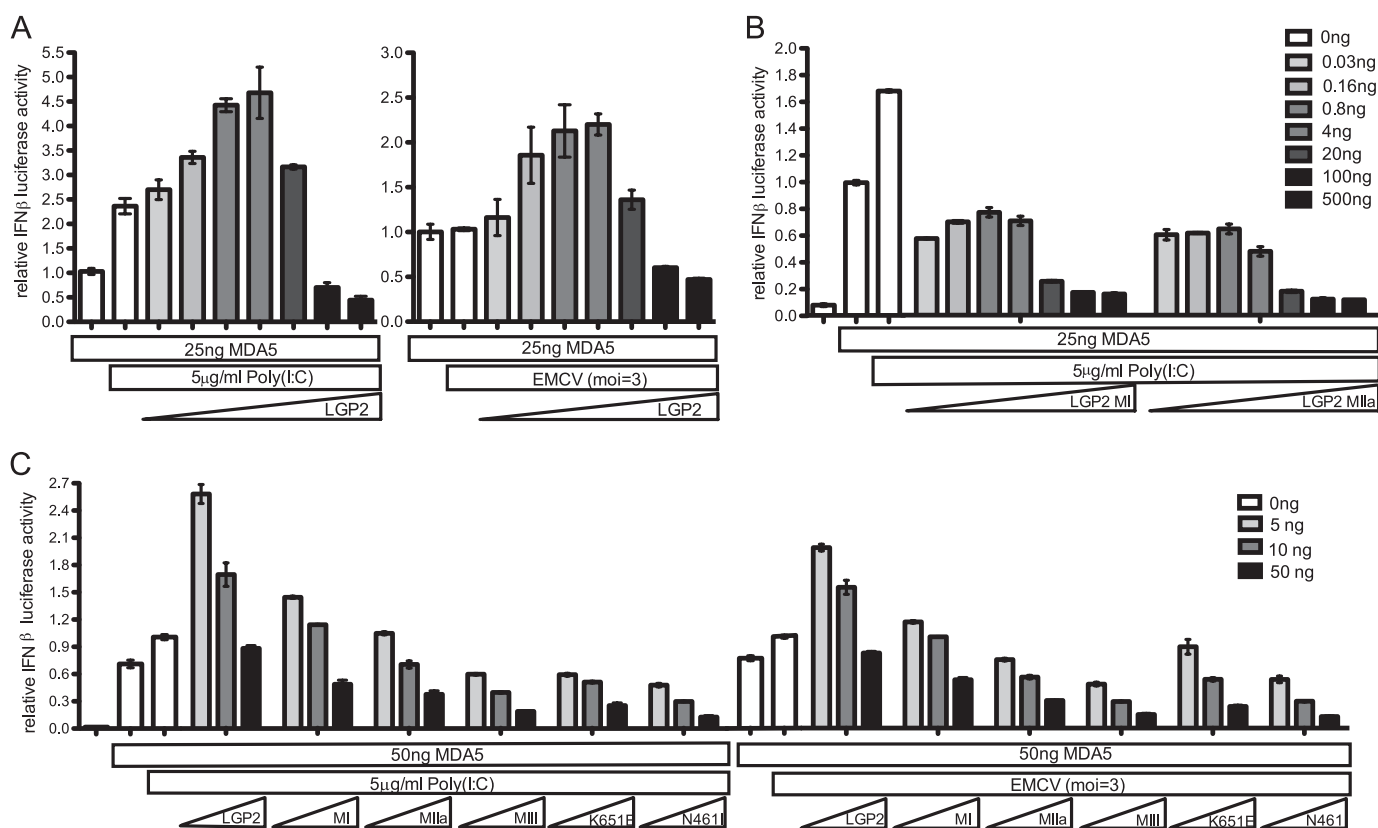 A
relative IFNβ luciferase activity
5.5
5.0
4.5
4.0
3.5
3.0
2.5
2.0
1.5
1.0
0.5
0.0
25ng MDA5
5μg/ml Poly(I:C)
LGP2
3.0
2.5
2.0
1.5
1.0
0.5
0.0
25ng MDA5
EMCV (moi=3)
LGP2
B
relative IFNβ luciferase activity
2.0
1.8
1.6
1.4
1.2
1.0
0.8
0.6
0.4
0.2
0.0
0ng
0.03ng
0.16ng
0.8ng
4ng
20ng
100ng
500ng
25ng MDA5
5μg/ml Poly(I:C)
LGP2 MI
LGP2 MIIa
C
relative IFN β luciferase activity
2.7
2.4
2.1
1.8
1.5
1.2
0.9
0.6
0.3
0.0
0ng
5 ng
10 ng
50 ng
50ng MDA5
50ng MDA5
5μg/ml Poly(I:C)
EMCV (moi=3)
LGP2
MI
MIIa
MIII
K651E
N461I
LGP2
MI
MIIa
MIII
K651E
N461